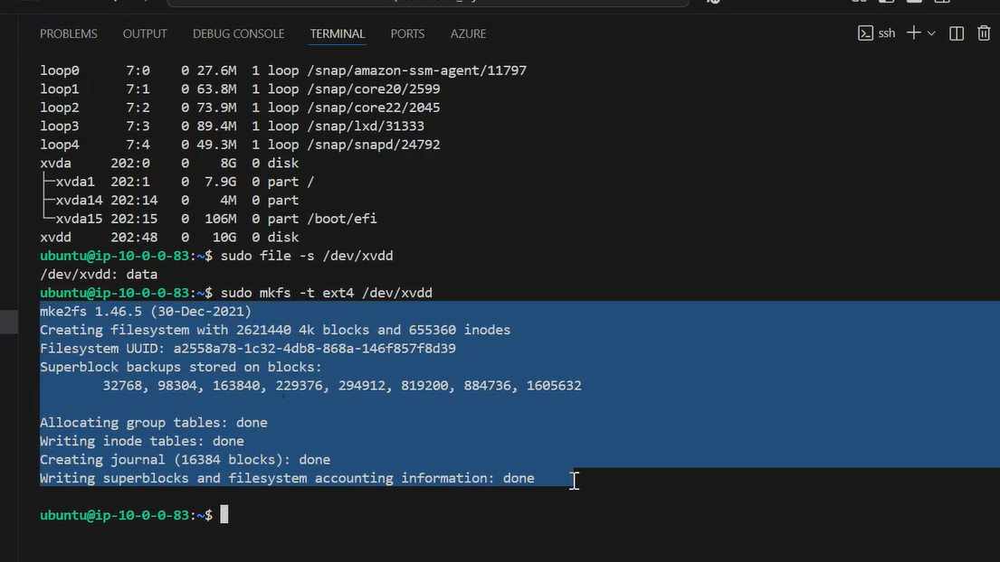 PROBLEMS OUTPUT DEBUG CONSOLE TERMINAL PORTS AZURE ssh
loop0 7:0 0 27.6M 1 loop /snap/amazon-ssm-agent/11797
loop1 7:1 0 63.8M 1 loop /snap/core20/2599
loop2 7:2 0 73.9M 1 loop /snap/core22/2045
loop3 7:3 0 89.4M 1 loop /snap/lxd/31333
loop4 7:4 0 49.3M 1 loop /snap/snapd/24792
xvda 202:0 0 8G 0 disk
├─xvda1 202:1 0 7.9G 0 part /
├─xvda14 202:14 0 4M 0 part
└─xvda15 202:15 0 106M 0 part /boot/efi
xvdd 202:48 0 10G 0 disk
ubuntu@ip-10-0-0-83:~$ sudo file -s /dev/xvdd
/dev/xvdd: data
ubuntu@ip-10-0-0-83:~$ sudo mkfs -t ext4 /dev/xvdd
mke2fs 1.46.5 (30-Dec-2021)
Creating filesystem with 2621440 4k blocks and 655360 inodes
Filesystem UUID: a2558a78-1c32-4db8-868a-146f857f8d39
Superblock backups stored on blocks:
32768, 98304, 163840, 229376, 294912, 819200, 884736, 1605632
Allocating group tables: done
Writing inode tables: done
Creating journal (16384 blocks): done
Writing superblocks and filesystem accounting information: done
ubuntu@ip-10-0-0-83:~$